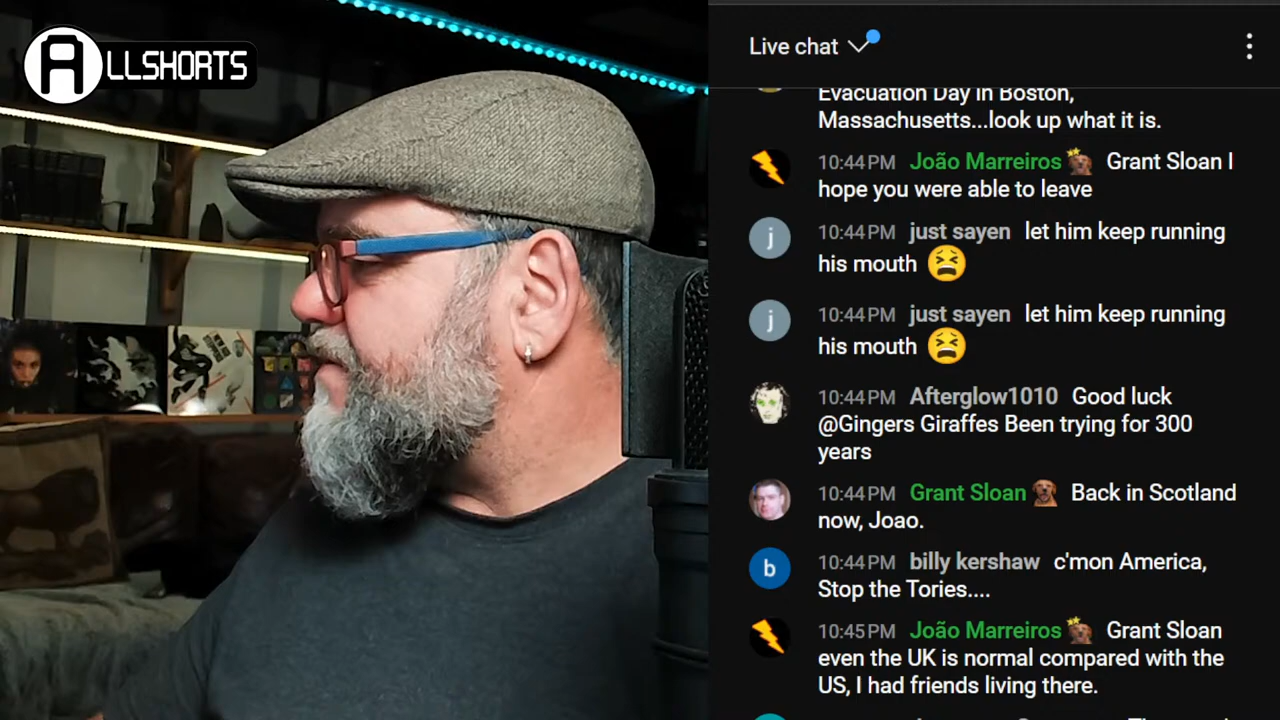 ALLSHORTS
Live chat
Evacuation Day in Boston,
Massachusetts...look up what it is.
10:44 PM João Marreiros Grant Sloan I
hope you were able to leave
j
10:44 PM just sayen let him keep running
his mouth 😫
j
10:44 PM just sayen let him keep running
his mouth 😫
10:44 PM Afterglow1010 Good luck
@Gingers Giraffes Been trying for 300
years
10:44 PM Grant Sloan Back in Scotland
now, Joao.
b
10:44 PM billy kershaw c'mon America,
Stop the Tories....
10:45 PM João Marreiros Grant Sloan
even the UK is normal compared with the
US, I had friends living there.